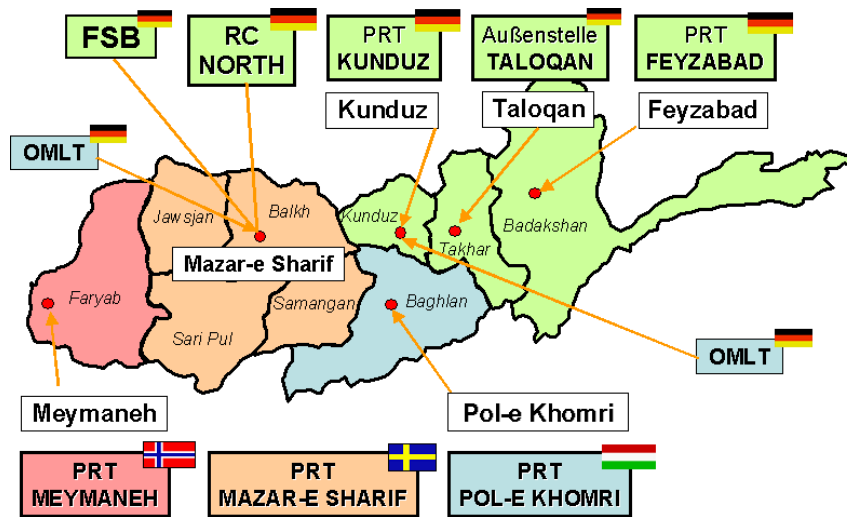 FSB
RC
NORTH
PRT
KUNDUZ
Außenstelle
TALOQAN
PRT
FEYZABAD
Kunduz
Taloqan
Feyzabad
OMLT
Jawsjan
Balkh
Kunduz
Takhar
Badakshan
Mazar-e Sharif
Faryab
Samangan
Baghlan
Sari Pul
OMLT
Meymaneh
Pol-e Khomri
PRT
MEYMANEH
PRT
MAZAR-E SHARIF
PRT
POL-E KHOMRI